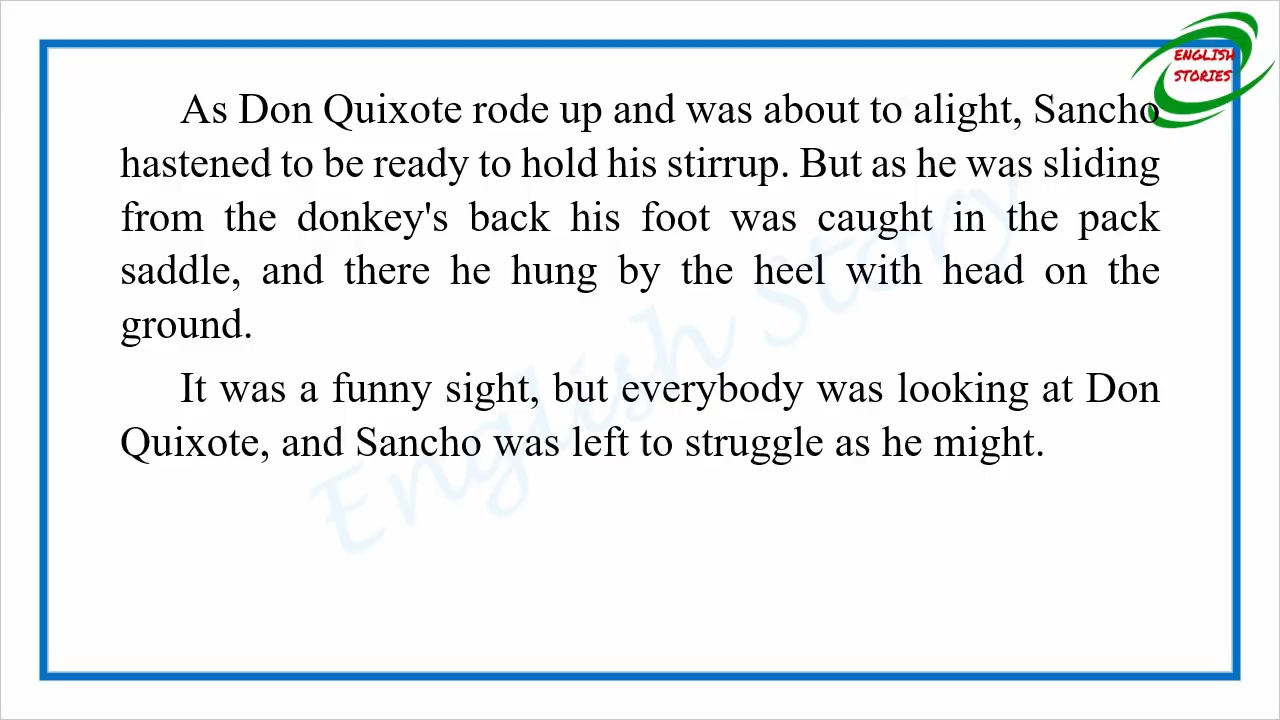 ENGLISH
STORIES
As Don Quixote rode up and was about to alight, Sancho
hastened to be ready to hold his stirrup. But as he was sliding
from the donkey's back his foot was caught in the pack
saddle, and there he hung by the heel with head on the
ground.
It was a funny sight, but everybody was looking at Don
Quixote, and Sancho was left to struggle as he might.
English Story